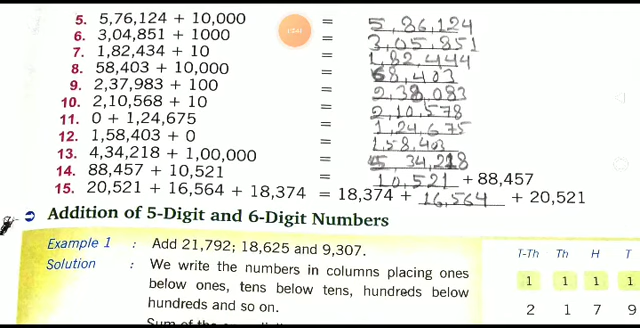 5. 5,76,124 + 10,000 = 5,86,124
6. 3,04,851 + 1000 = 3,05,851
7. 1,82,434 + 10 = 1,82,444
8. 58,403 + 10,000 = 68,403
9. 2,37,983 + 100 = 2,38,083
10. 2,10,568 + 10 = 2,10,578
11. 0 + 1,24,675 = 1,24,675
12. 1,58,403 + 0 = 1,58,403
13. 4,34,218 + 1,00,000 = 5,34,218
14. 88,457 + 10,521 = 10,521 + 88,457
15. 20,521 + 16,564 + 18,374 = 18,374 + 16,564 + 20,521
Addition of 5-Digit and 6-Digit Numbers
Example 1 : Add 21,792; 18,625 and 9,307.
Solution : We write the numbers in columns placing ones
below ones, tens below tens, hundreds below
hundreds and so on.
Sum of the
T-Th Th H T
1 1 1 1
2 1 7 9